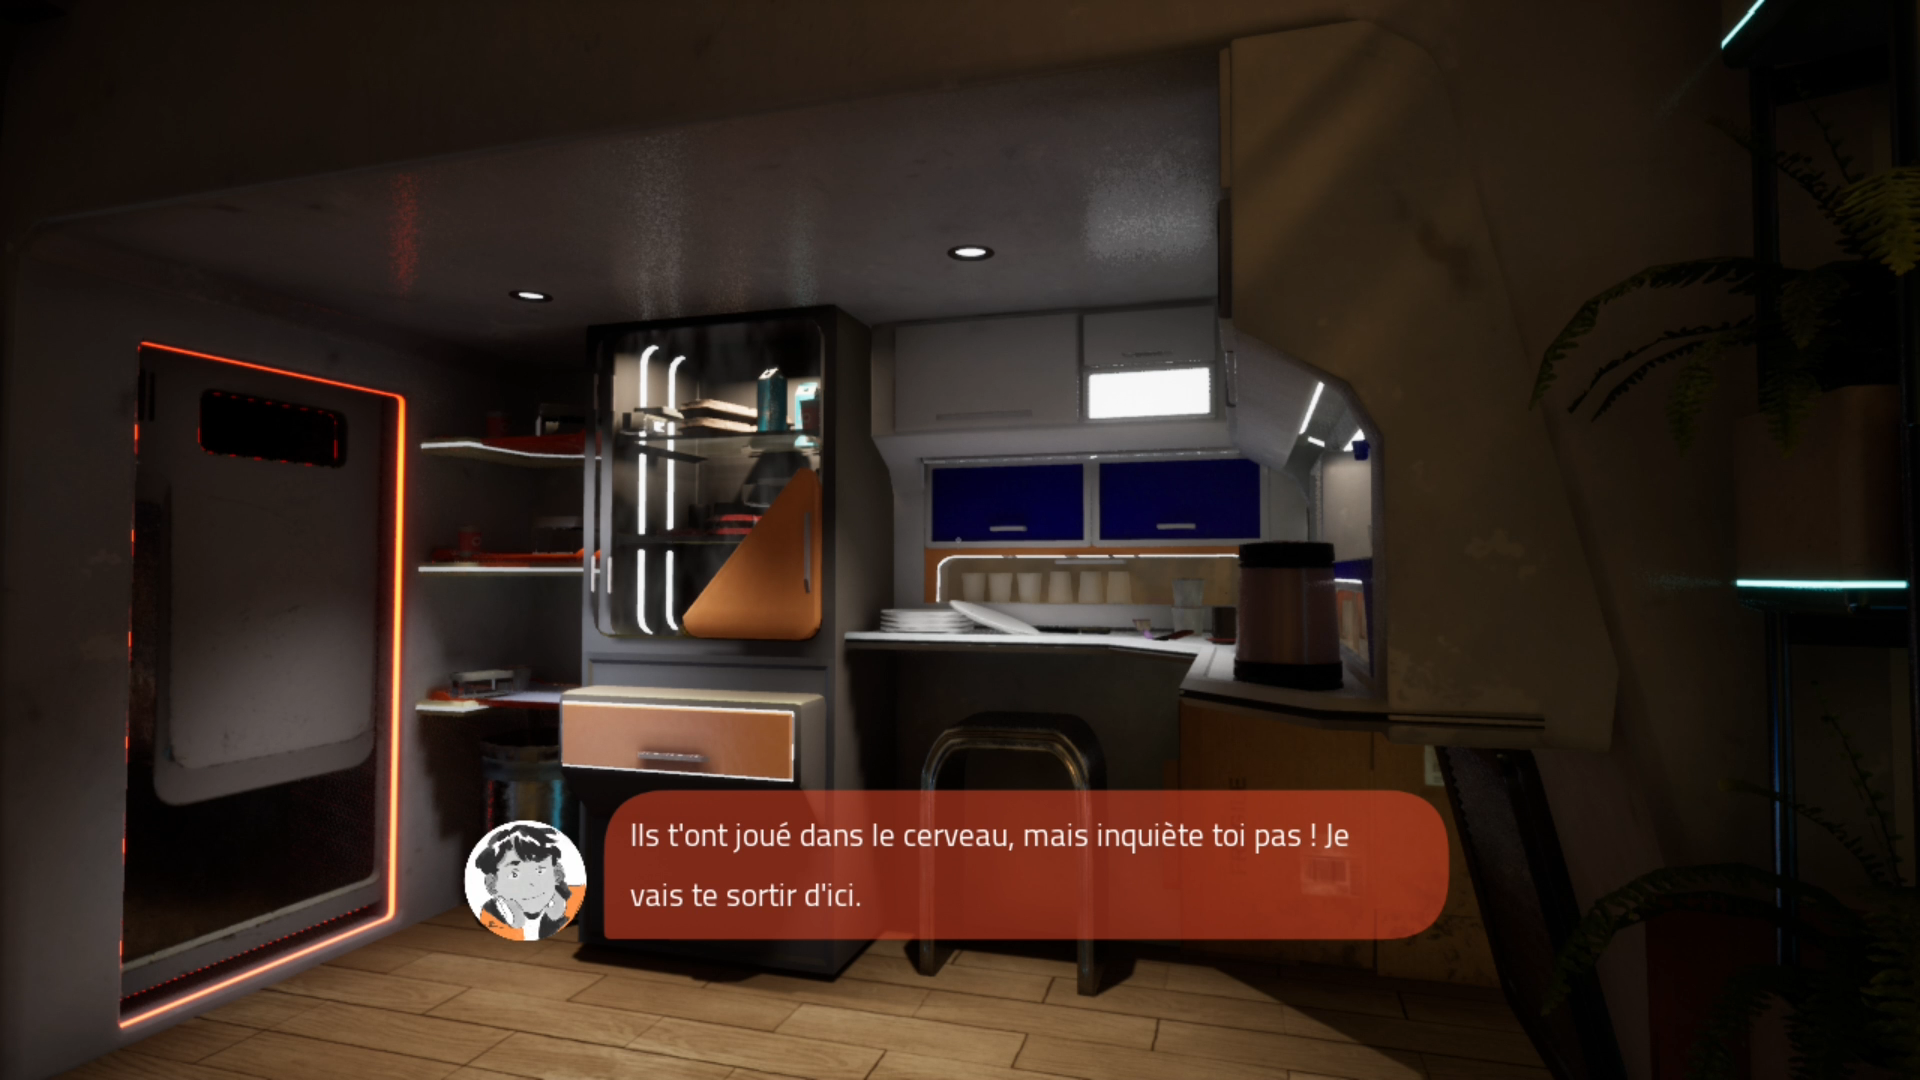 Ils t'ont joué dans le cerveau, mais inquiète toi pas ! Je
vais te sortir d'ici.